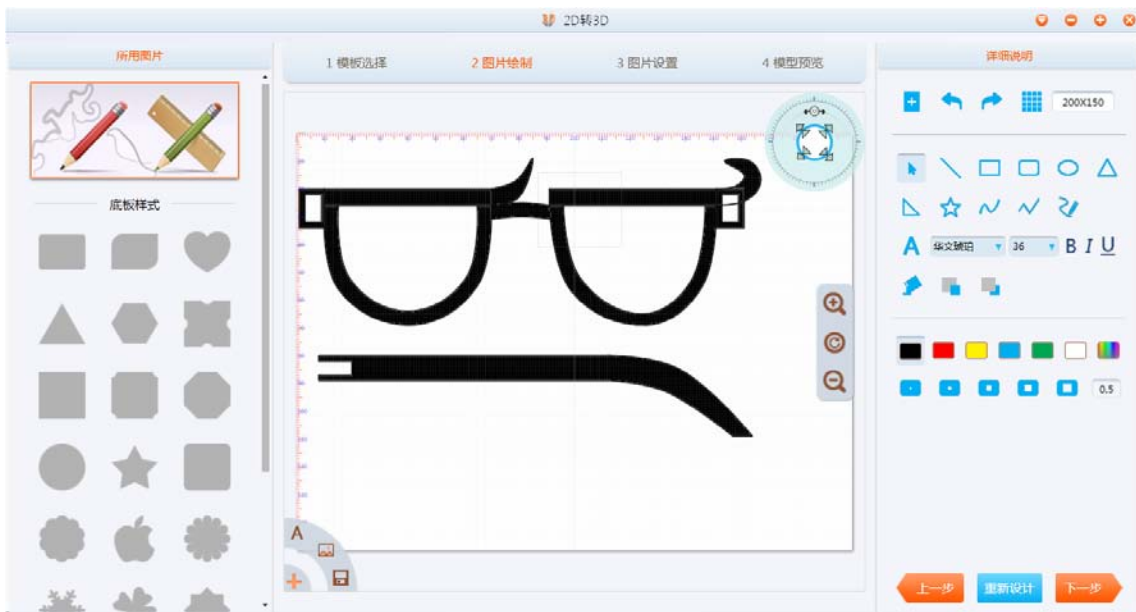 2D转3D
所用图片
1 模板选择
2 图片绘制
3 图片设置
4 模型预览
详细说明
200X150
底板样式
A 华文琥珀 36 B I U
0.5
A
上一步
重新设计
下一步